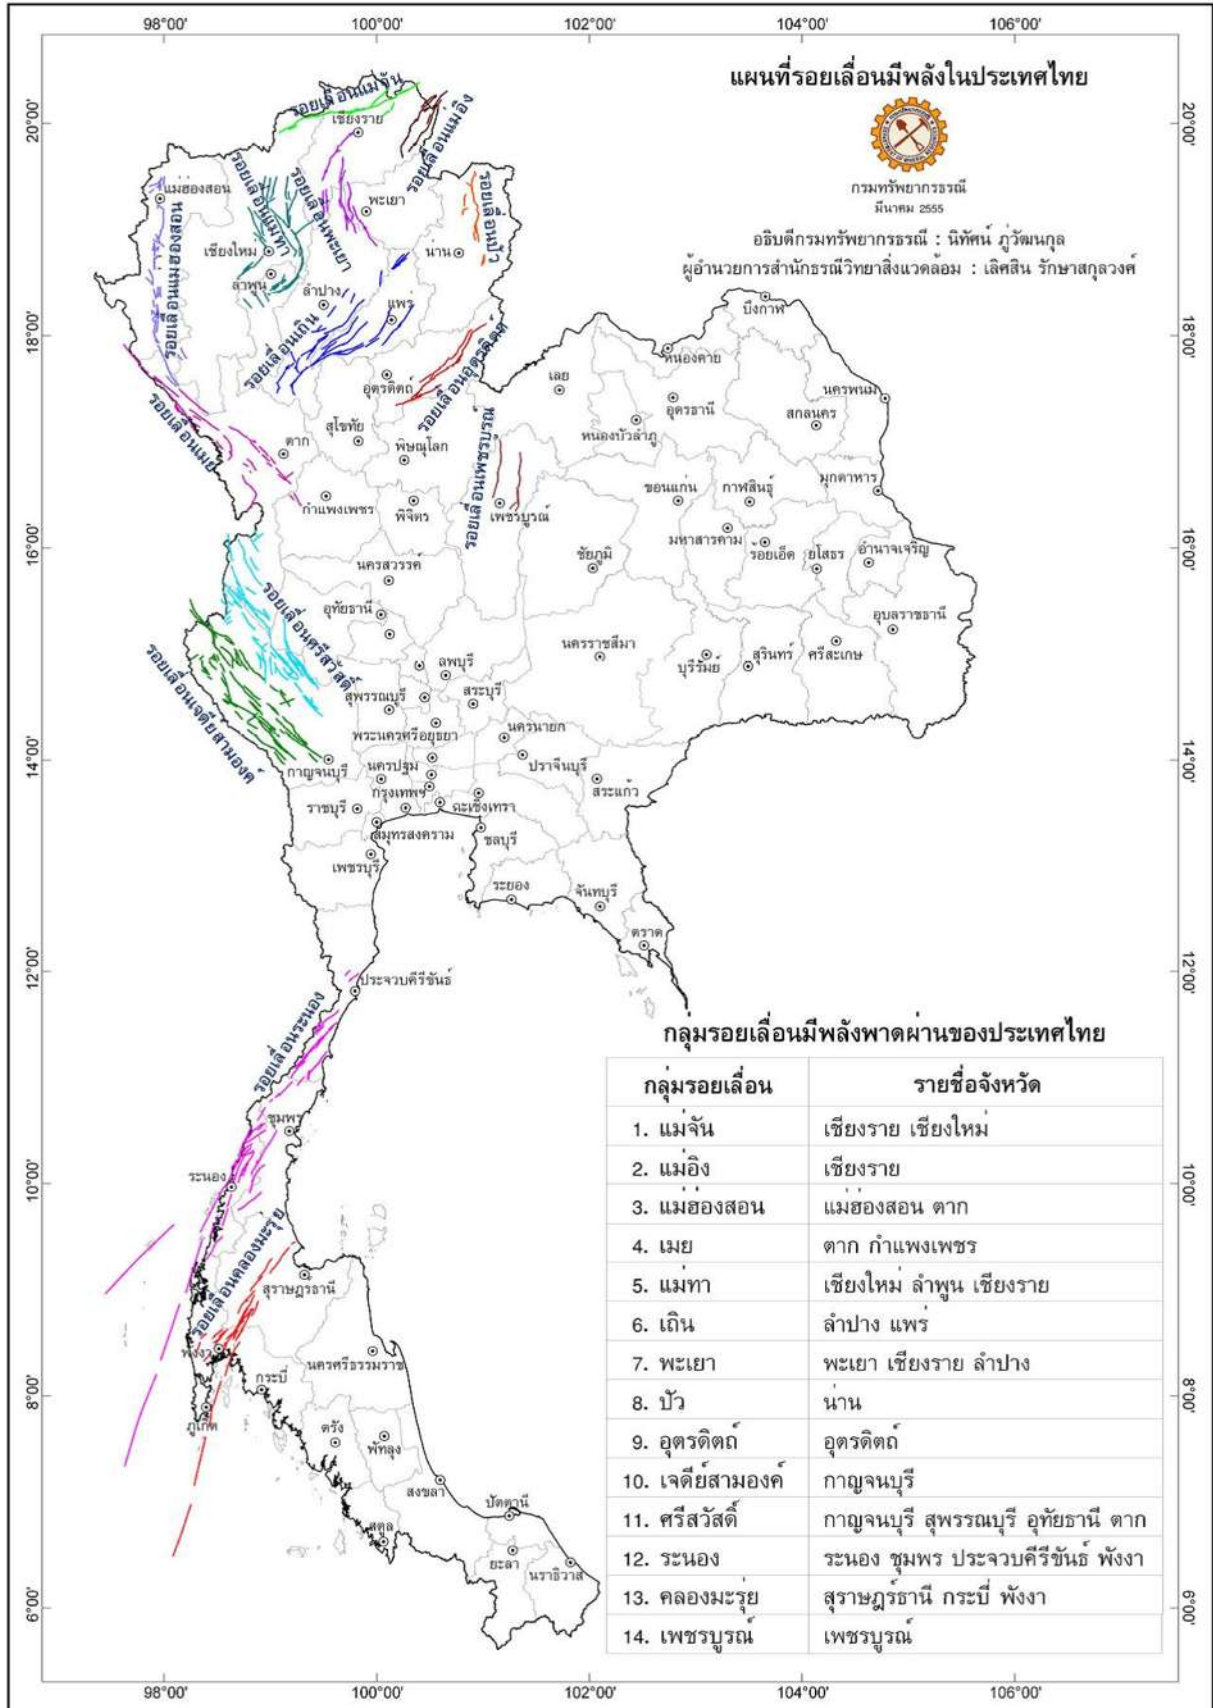 98°00'
100°00'
102°00'
104°00'
106°00'
แผนที่รอยเลื่อนมีพลังในประเทศไทย
กรมทรัพยากรธรณี
มีนาคม 2555
อธิบดีกรมทรัพยากรธรณี : นิทัศน์ ภู่วัฒนกุล
ผู้อำนวยการสำนักธรณีวิทยาสิ่งแวดล้อม : เลิศสิน รักษาสกุลวงศ์
20°00'
20°00'
18°00'
18°00'
16°00'
16°00'
14°00'
14°00'
12°00'
12°00'
10°00'
10°00'
8°00'
8°00'
6°00'
6°00'
รอยเลื่อนแม่จัน
เชียงราย
รอยเลื่อนแม่อิง
แม่ฮ่องสอน
รอยเลื่อนแม่ทา
รอยเลื่อนพะเยา
พะเยา
รอยเลื่อนปัว
รอยเลื่อนแม่ฮ่องสอน
เชียงใหม่
น่าน
ลำพูน
ลำปาง
แพร่
รอยเลื่อนเถิน
รอยเลื่อนอุตรดิตถ์
อุตรดิตถ์
บึงกาฬ
หนองคาย
เลย
อุดรธานี
นครพนม
สกลนคร
หนองบัวลำภู
รอยเลื่อนเมย
สุโขทัย
ตาก
พิษณุโลก
รอยเลื่อนเพชรบูรณ์
กำแพงเพชร
พิจิตร
เพชรบูรณ์
ขอนแก่น
กาฬสินธุ์
มุกดาหาร
มหาสารคาม
ร้อยเอ็ด
ยโสธร
อำนาจเจริญ
ชัยภูมิ
นครสวรรค์
รอยเลื่อนศรีสวัสดิ์
อุทัยธานี
อุบลราชธานี
นครราชสีมา
บุรีรัมย์
สุรินทร์
ศรีสะเกษ
รอยเลื่อนเจดีย์สามองค์
ลพบุรี
สุพรรณบุรี
สระบุรี
พระนครศรีอยุธยา
นครนายก
กาญจนบุรี
นครปฐม
ปราจีนบุรี
สระแก้ว
ราชบุรี
กรุงเทพฯ
ฉะเชิงเทรา
สมุทรสงคราม
ชลบุรี
เพชรบุรี
ระยอง
จันทบุรี
ตราด
ประจวบคีรีขันธ์
รอยเลื่อนระนอง
ชุมพร
ระนอง
รอยเลื่อนคลองมะรุย
สุราษฎร์ธานี
พังงา
นครศรีธรรมราช
กระบี่
ภูเก็ต
ตรัง
พัทลุง
สงขลา
ปัตตานี
สตูล
ยะลา
นราธิวาส
กลุ่มรอยเลื่อนมีพลังพาดผ่านของประเทศไทย
กลุ่มรอยเลื่อน รายชื่อจังหวัด
1. แม่จัน เชียงราย เชียงใหม่
2. แม่อิง เชียงราย
3. แม่ฮ่องสอน แม่ฮ่องสอน ตาก
4. เมย ตาก กำแพงเพชร
5. แม่ทา เชียงใหม่ ลำพูน เชียงราย
6. เถิน ลำปาง แพร่
7. พะเยา พะเยา เชียงราย ลำปาง
8. ปัว น่าน
9. อุตรดิตถ์ อุตรดิตถ์
10. เจดีย์สามองค์ กาญจนบุรี
11. ศรีสวัสดิ์ กาญจนบุรี สุพรรณบุรี อุทัยธานี ตาก
12. ระนอง ระนอง ชุมพร ประจวบคีรีขันธ์ พังงา
13. คลองมะรุ่ย สุราษฎร์ธานี กระบี่ พังงา
14. เพชรบูรณ์ เพชรบูรณ์
98°00'
100°00'
102°00'
104°00'
106°00'